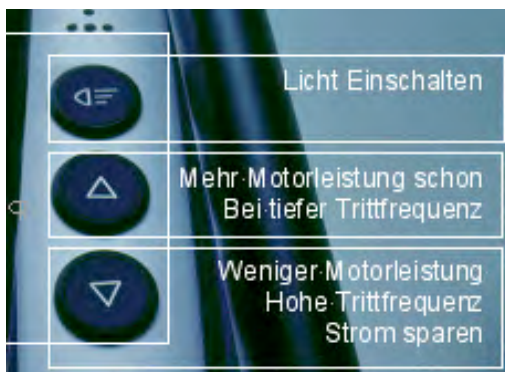 Licht Einschalten
Mehr Motorleistung schon
Bei tiefer Trittfrequenz
Weniger Motorleistung
Hohe Trittfrequenz
Strom sparen